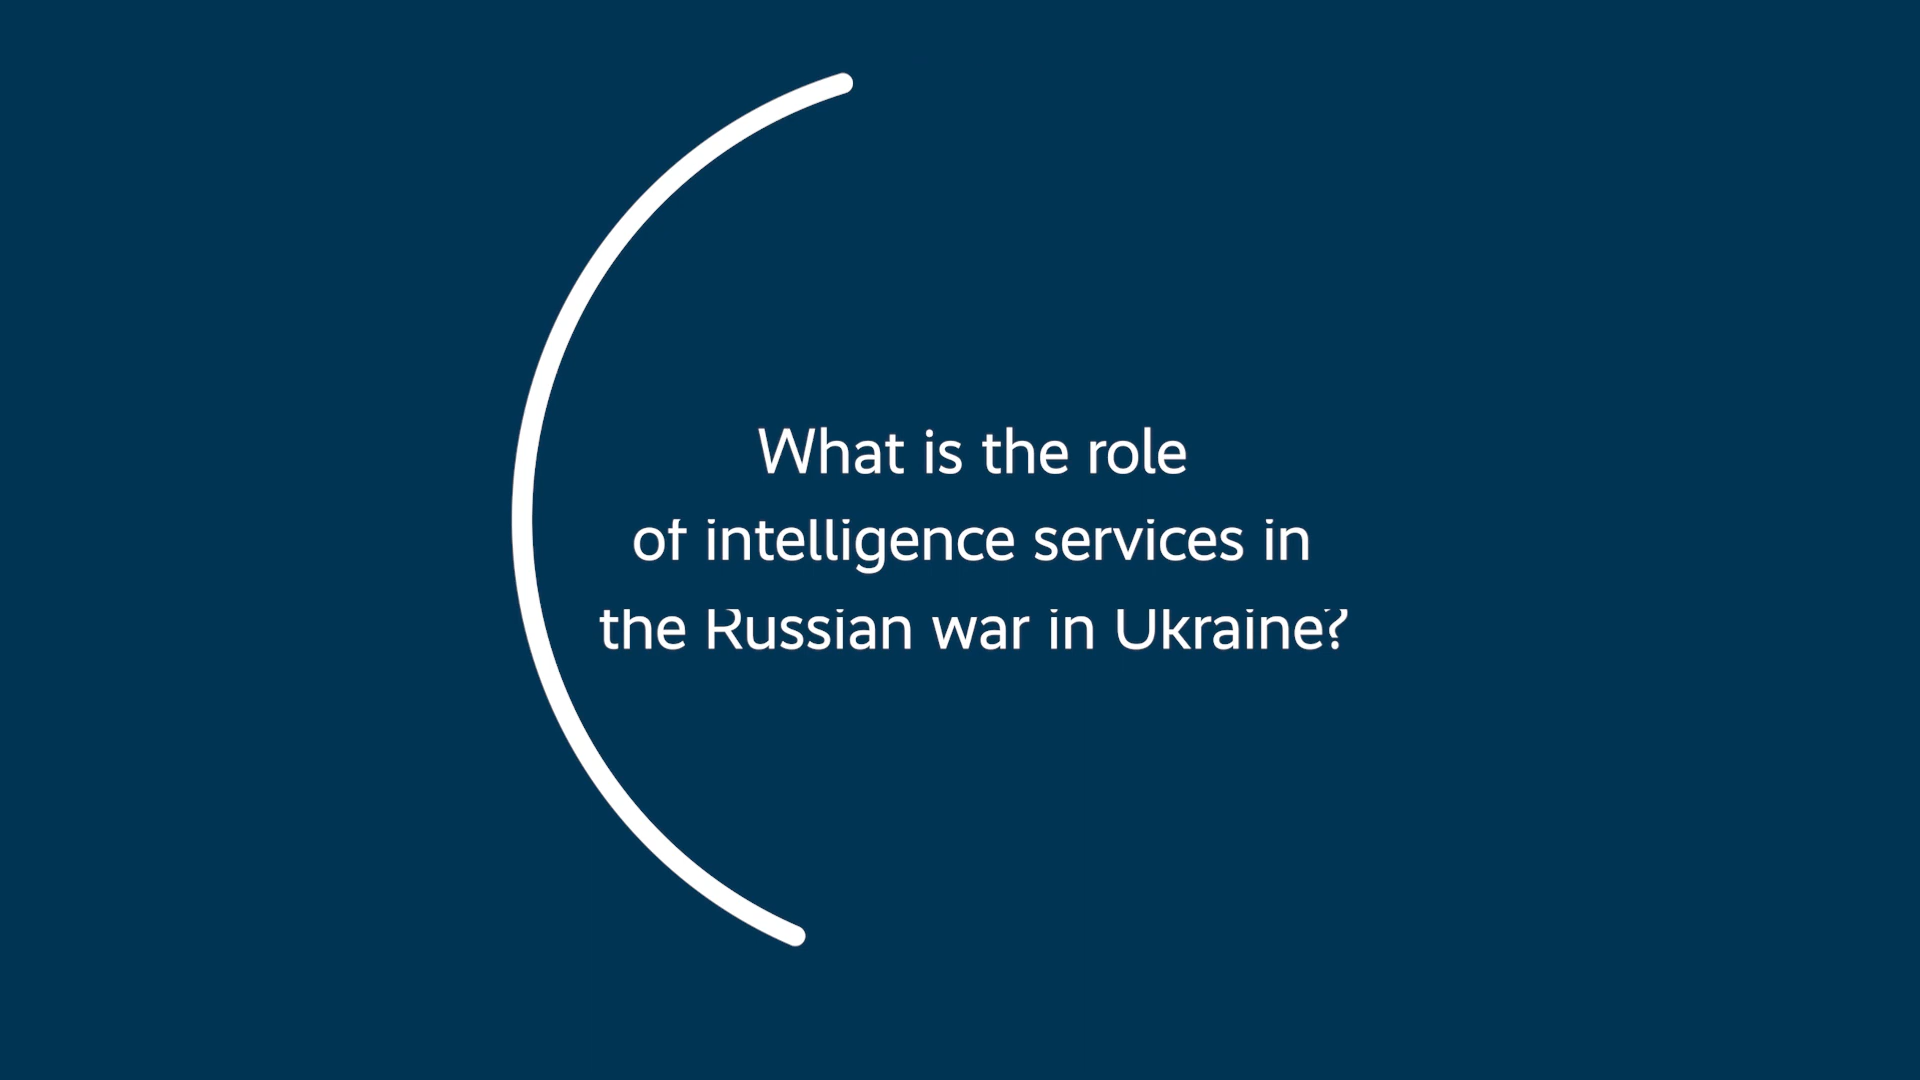 What is the role
of intelligence services in
the Russian war in Ukraine?